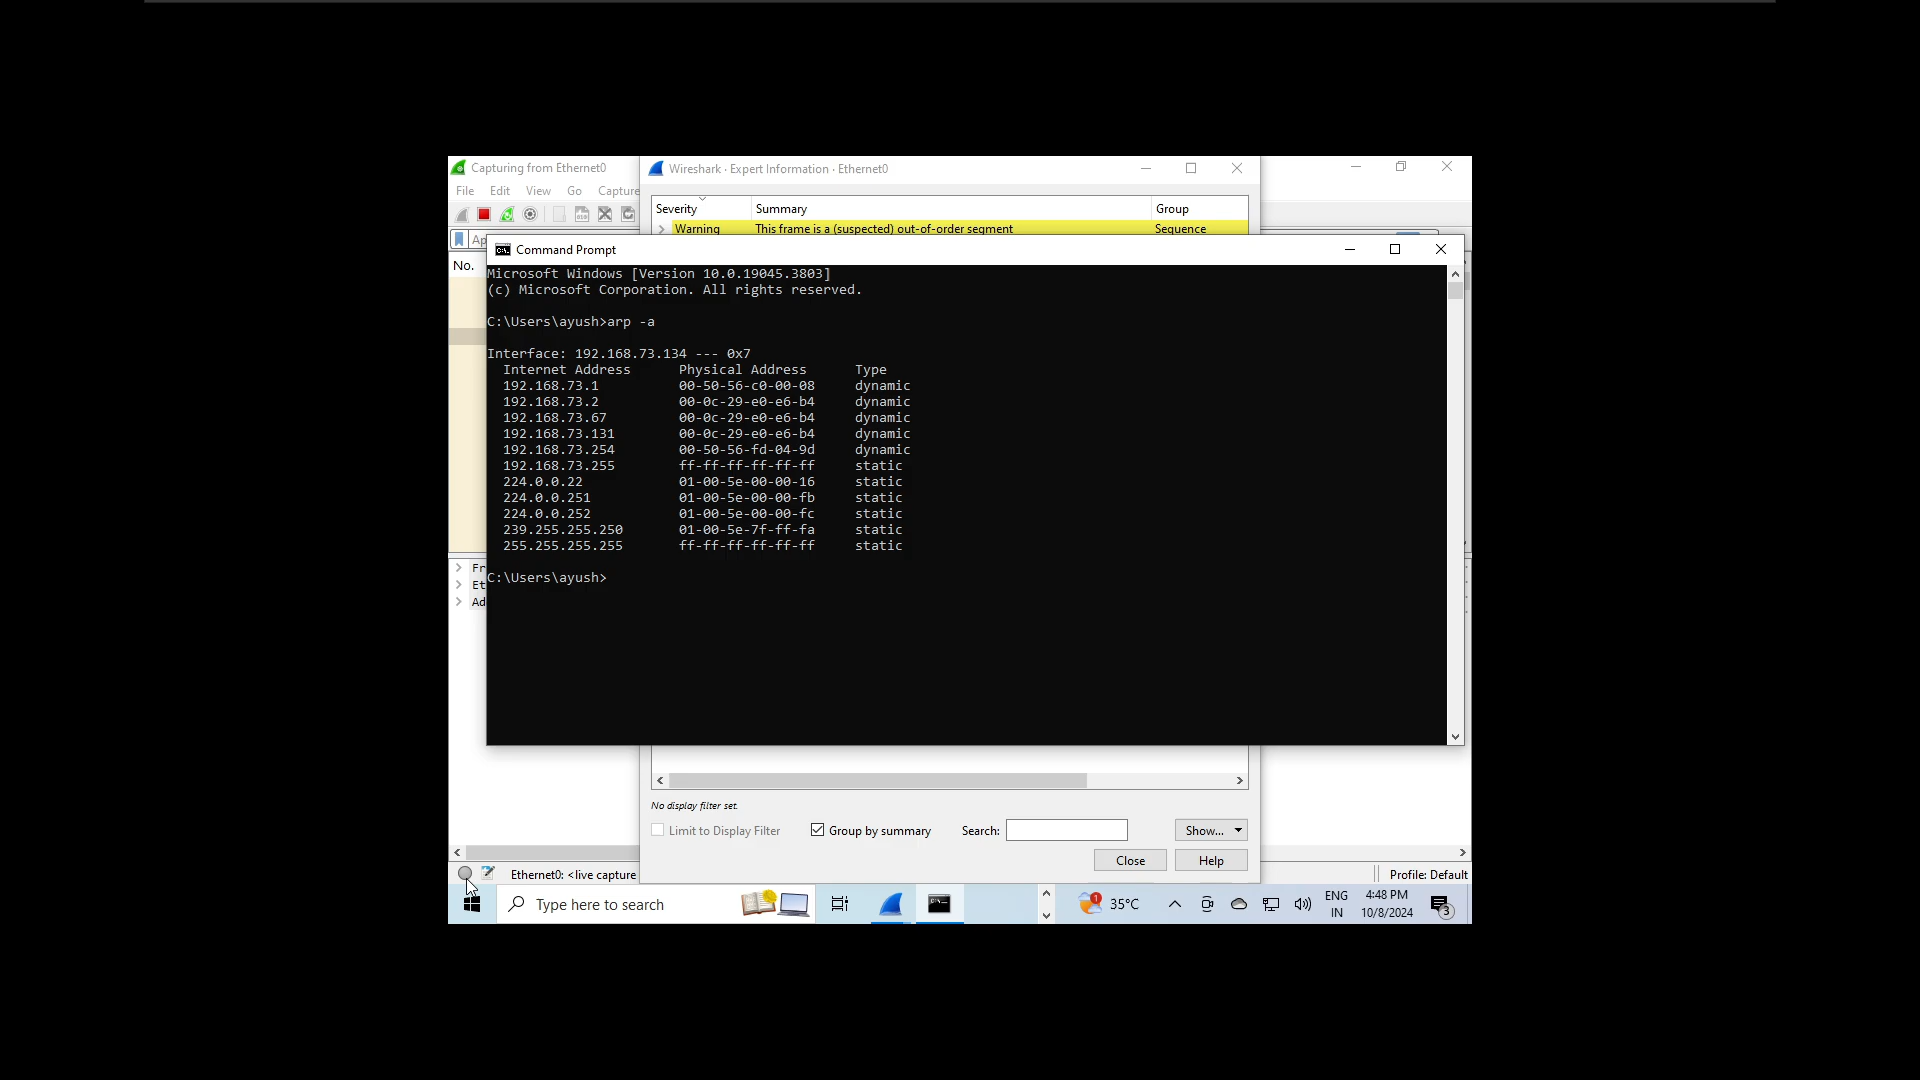 Capturing from Ethernet0
File Edit View Go Capture
Wireshark · Expert Information · Ethernet0
Severity Summary Group
Warning This frame is a (suspected) out-of-order segment Sequence
Ap
No.
Command Prompt
Microsoft Windows [Version 10.0.19045.3803]
(c) Microsoft Corporation. All rights reserved.
C:\Users\ayush>arp -a
Interface: 192.168.73.134 --- 0x7
Internet Address Physical Address Type
192.168.73.1 00-50-56-c0-00-08 dynamic
192.168.73.2 00-0c-29-e0-e6-b4 dynamic
192.168.73.67 00-0c-29-e0-e6-b4 dynamic
192.168.73.131 00-0c-29-e0-e6-b4 dynamic
192.168.73.254 00-50-56-fd-04-9d dynamic
192.168.73.255 ff-ff-ff-ff-ff-ff static
224.0.0.22 01-00-5e-00-00-16 static
224.0.0.251 01-00-5e-00-00-fb static
224.0.0.252 01-00-5e-00-00-fc static
239.255.255.250 01-00-5e-7f-ff-fa static
255.255.255.255 ff-ff-ff-ff-ff-ff static
C:\Users\ayush>
Fr
Et
Ad
No display filter set.
Limit to Display Filter Group by summary Search: Show...
Close Help
Ethernet0: <live capture
Profile: Default
Type here to search
1 35°C
ENG
IN
4:48 PM
10/8/2024
3